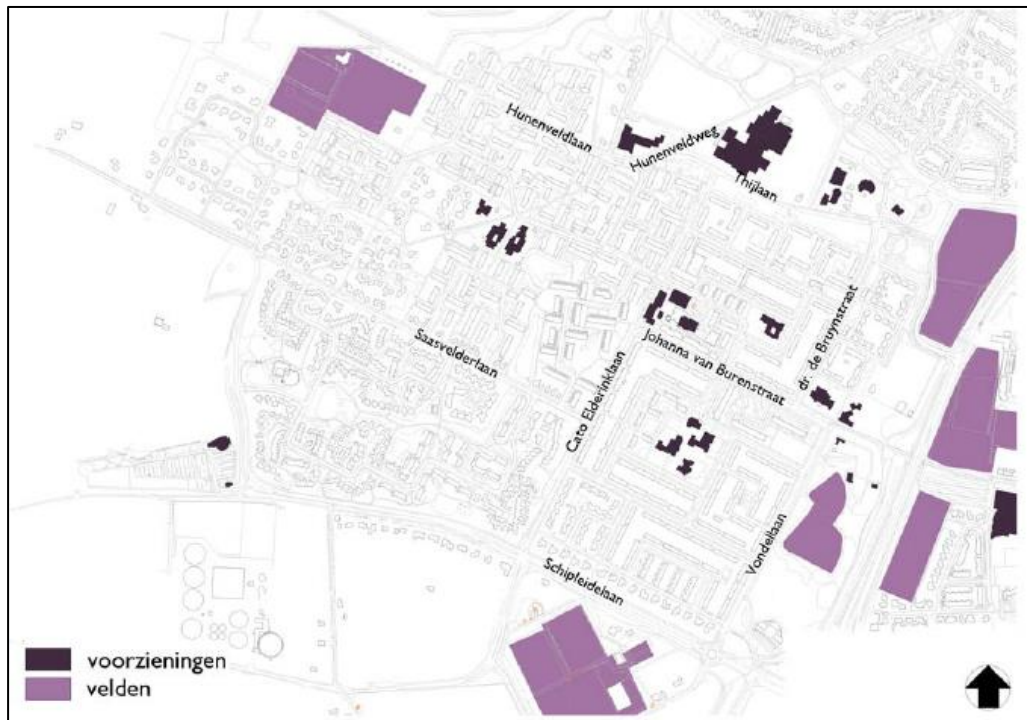 Hunenveldlaan
Hunenveldweg
Thijlaan
dr. de Bruynstraat
Johanna van Burenstraat
Saasvelderlaan
Cato Elderinklaan
Vondellaan
Schipleidelaan
voorzieningen
velden